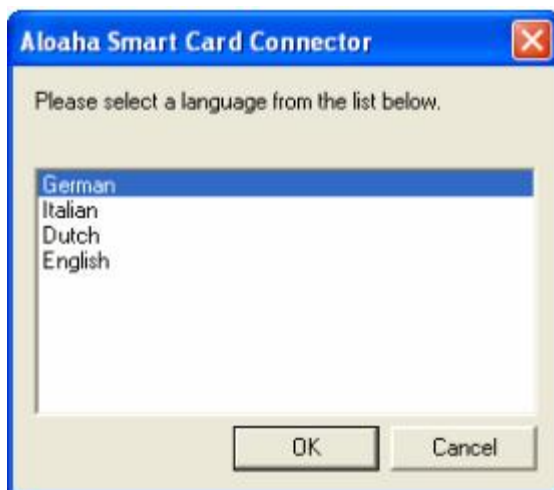 Aloaha Smart Card Connector
Please select a language from the list below.
German
Italian
Dutch
English
OK Cancel